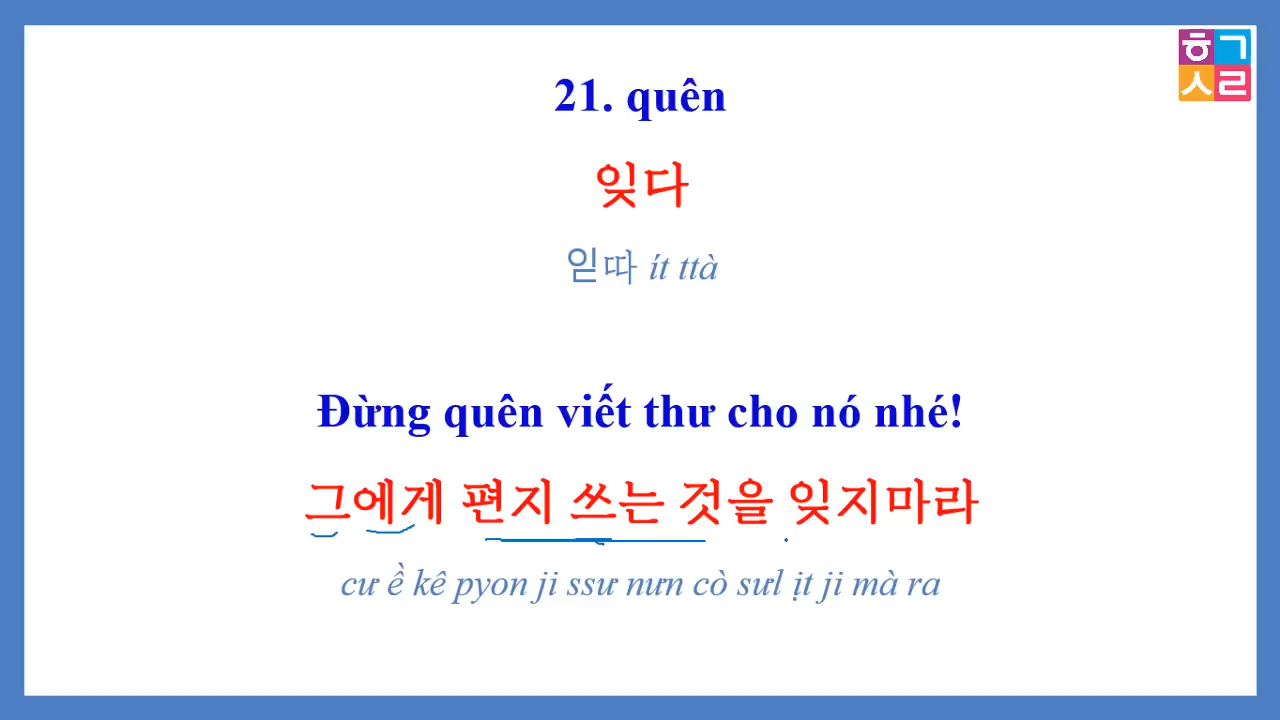 ㅎㄱ
ㅅㄹ
21. quên
잊다
읻따 ít ttà
Đừng quên viết thư cho nó nhé!
그에게 편지 쓰는 것을 잊지마라
cư ề kê pyon ji ssư nưn cò sưl ịt ji mà ra